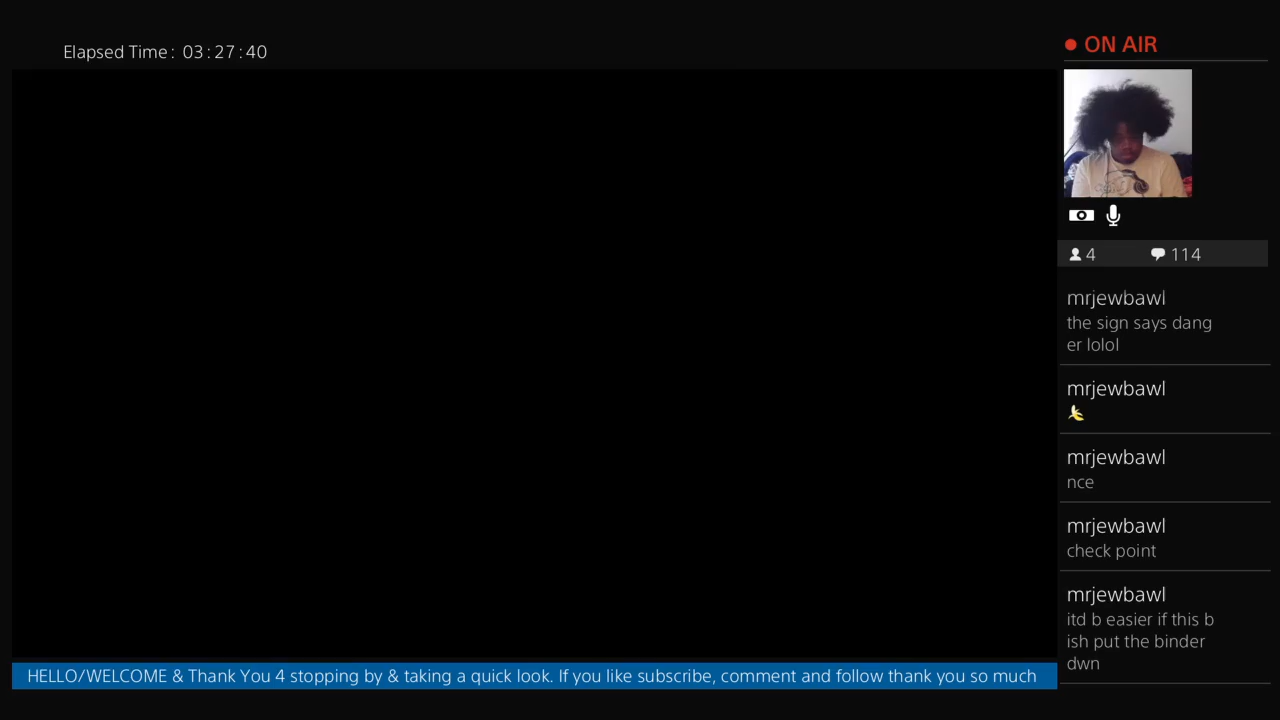 Elapsed Time: 03:27:40
ON AIR
4
114
mrjewbawl
the sign says dang
er lolol
mrjewbawl
mrjewbawl
nce
mrjewbawl
check point
mrjewbawl
itd b easier if this b
ish put the binder
dwn
HELLO/WELCOME & Thank You 4 stopping by & taking a quick look. If you like subscribe, comment and follow thank you so much